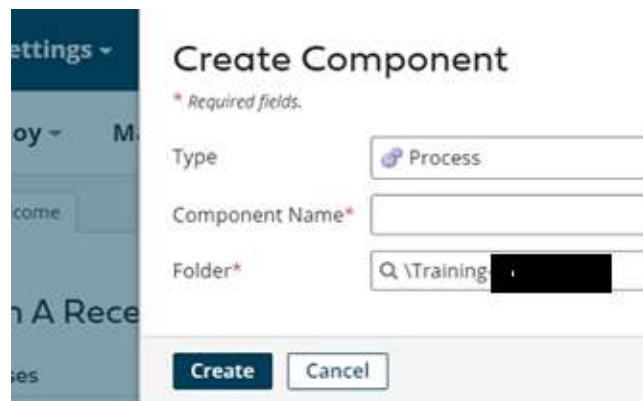 ettings
Create Component
* Required fields.
oy
M
Type
Process
come
Component Name*
Folder*
\Training
n A Rece
es
Create
Cancel